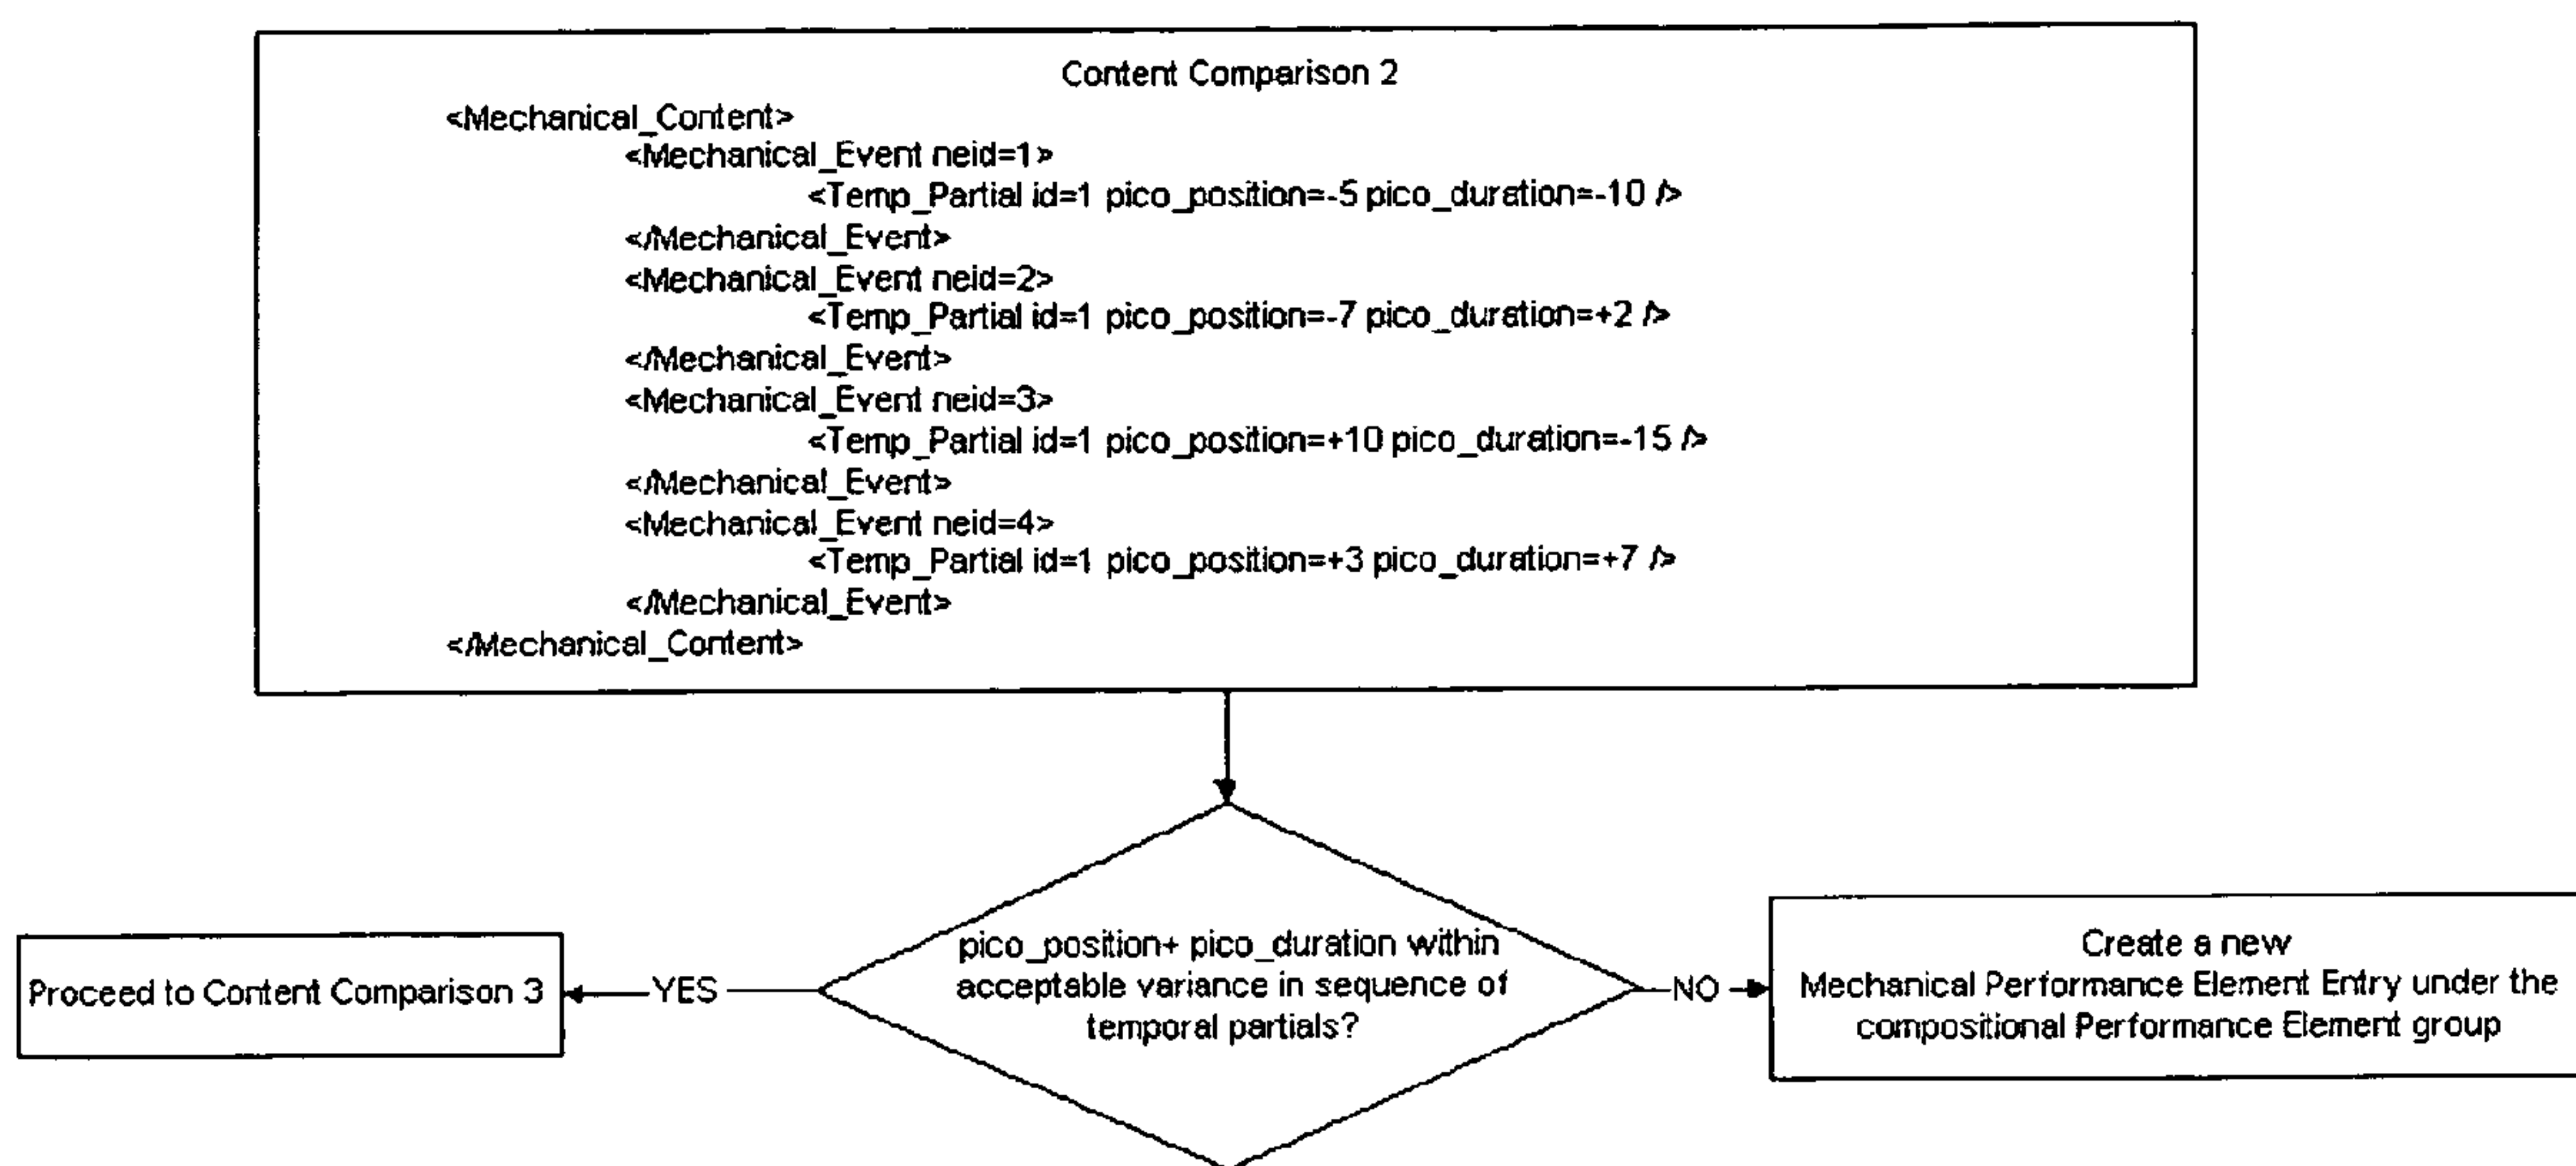 Content Comparison 2
<Mechanical_Content>
<Mechanical_Event neid=1>
<Temp_Partial id=1 pico_position=-5 pico_duration=-10 />
</Mechanical_Event>
<Mechanical_Event neid=2>
<Temp_Partial id=1 pico_position=-7 pico_duration=+2 />
</Mechanical_Event>
<Mechanical_Event neid=3>
<Temp_Partial id=1 pico_position=+10 pico_duration=-15 />
</Mechanical_Event>
<Mechanical_Event neid=4>
<Temp_Partial id=1 pico_position=+3 pico_duration=+7 />
</Mechanical_Event>
</Mechanical_Content>
pico_position+ pico_duration within
acceptable variance in sequence of
temporal partials?
YES
Proceed to Content Comparison 3
NO
Create a new
Mechanical Performance Element Entry under the
compositional Performance Element group